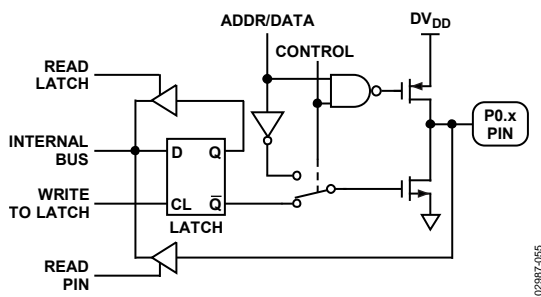 ADDR/DATA
DVDD
CONTROL
READ
LATCH
P0.x
PIN
INTERNAL
BUS
D Q
WRITE
TO LATCH
CL Q̅
LATCH
READ
PIN
02987-055